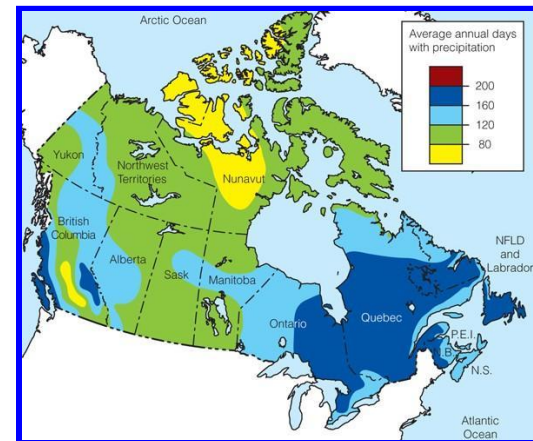 Arctic Ocean
Average annual days
with precipitation
200
160
120
80
Yukon
Northwest
Territories
Nunavut
British
Columbia
Alberta
Sask
Manitoba
Ontario
Quebec
NFLD
and
Labrador
P.E.I.
N.B.
N.S.
Atlantic
Ocean